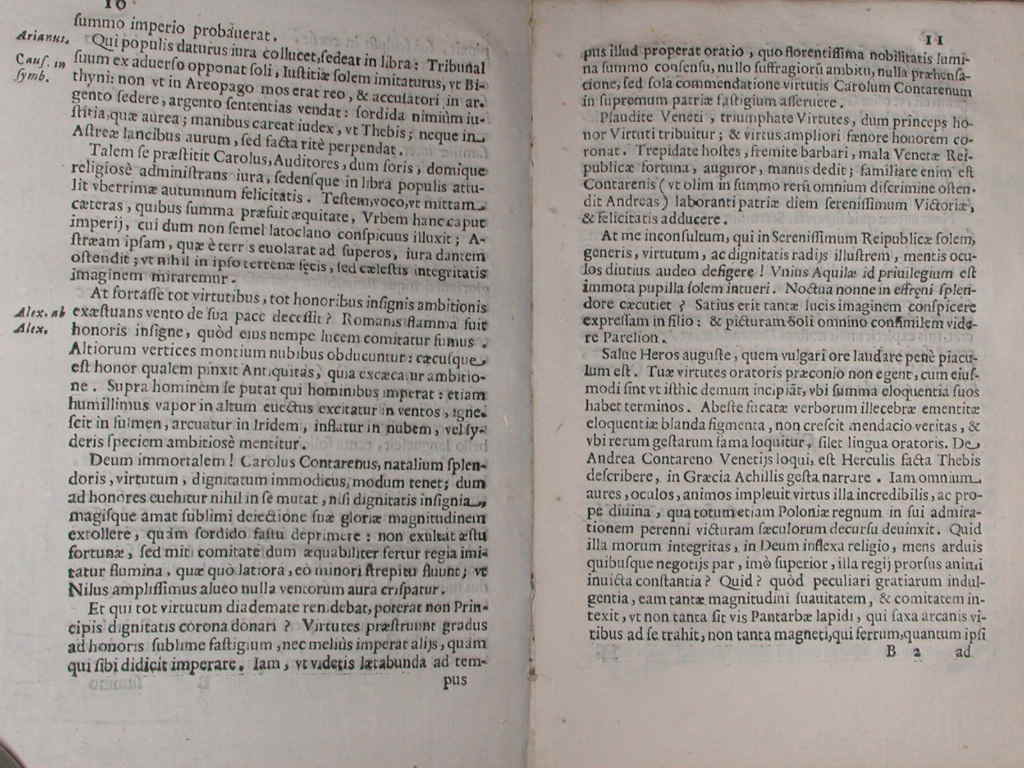 10
summo imperio probauerat.
Arianus.
Qui populis daturus iura collucet, sedeat in libra: Tribunal
Cauſ. in ſymb.
ſuum ex aduerſo opponat ſoli, Iuſtitiæ ſolem imitaturus, vt Bi-
thyni: non vt in Areopago mos erat reo, & accuſatori in ar-
gento ſedere, argento ſententias vendat: ſordida nimiùm iu-
ſtitia, quæ aurea; manibus careat iudex, vt Thebis; neque in
Aſtreæ lancibus aurum, ſed facta ritè perpendat.
Talem ſe præſtitit Carolus, Auditores, dum foris, domique
religiosè adminiſtrans iura, ſedenſque in libra populis attu-
lit vberrimæ autumnum felicitatis. Teſtem, voco, vt mittam
cæteras, quibus ſumma præfuit æquitate, Vrbem hanc caput
imperij, cui dum non ſemel latoclauo conſpicuus illuxit; A-
ſtræam ipſam, quæ è terris euolarat ad ſuperos, iura dantem
oſtendit; vt nihil in ipſo terrenæ fęcis, ſed cæleſtis integritatis
imaginem miraremur.
At fortaſſe tot virtutibus, tot honoribus inſignis ambitionis
Alex. ab Alex.
exæſtuans vento de ſua pace deceſſit? Romanis flamma fuit
honoris inſigne, quòd eius nempe lucem comitatur fumus.
Altiorum vertices montium nubibus obducuntur: cæcuſque
eſt honor qualem pinxit Antiquitas, quia excæcatur ambitio-
ne. Supra hominem ſe putat qui hominibus imperat: etiam
humillimus vapor in altum euectus excitatur in ventos, igne-
ſcit in fulmen, arcuatur in Iridem, inflatur in nubem, vel ſy-
deris ſpeciem ambitiosè mentitur.
Deum immortalem! Carolus Contarenus, natalium ſplen-
doris, virtutum, dignitatum immodicus, modum tenet; dum
ad honores euehitur nihil in ſe mutat, niſi dignitatis inſignia,
magiſque amat ſublimi deiectione ſuæ gloriæ magnitudinem
extollere, quàm ſordido faſtu deprimere: non exultat æſtu
fortunæ, ſed miti comitate dum æquabiliter fertur regia imi-
tatur flumina, quæ quò latiora, eò minori ſtrepitu fluunt; vt
Nilus ampliſſimus alueo nulla ventorum aura criſpatur.
Et qui tot virtutum diademate renidebat, poterat non Prin-
cipis dignitatis corona donari? Virtutes præſtruunt gradus
ad honoris ſublime faſtigium, nec meliùs imperat alijs, quàm
qui ſibi didicit imperare. Iam, vt videtis lætabunda ad tem-
pus
11
pus illud properat oratio, quo florentiſſima nobilitatis lumi-
na ſummo conſenſu, nullo ſuffragiorũ ambitu, nulla præhenſa-
tione, ſed ſola commendatione virtutis Carolum Contarenum
in ſupremum patriæ faſtigium aſſeruere.
Plaudite Veneti, triumphate Virtutes, dum princeps ho-
nor Virtuti tribuitur; & virtus ampliori fænore honorem co-
ronat. Trepidate hoſtes, fremite barbari, mala Venetæ Rei-
publicæ fortuna, auguror, manus dedit; familiare enim eſt
Contarenis (vt olim in ſummo rerũ omnium diſcrimine oſten-
dit Andreas) laboranti patriæ diem ſereniſſimum Victoriæ,
& felicitatis adducere.
At me inconſultum, qui in Sereniſſimum Reipublicæ ſolem,
generis, virtutum, ac dignitatis radijs illuſtrem, mentis ocu-
los diutius audeo defigere! Vnius Aquilæ id priuilegium eſt
immota pupilla ſolem intueri. Noctua nonne in effreni ſplen-
dore cæcutiet? Satius erit tantæ lucis imaginem conſpicere
expreſſam in filio: & picturam Soli omnino conſimilem vide-
re Parelion.
Salue Heros auguſte, quem vulgari ore laudare penè piacu-
lum eſt. Tuæ virtutes oratoris præconio non egent, cum eiuſ-
modi ſint vt iſthic demum incipiãt, vbi ſumma eloquentia ſuos
habet terminos. Abeſte fucatæ verborum illecebræ ementitæ
eloquentiæ blanda figmenta, non creſcit mendacio veritas, &
vbi rerum geſtarum fama loquitur, ſilet lingua oratoris. De
Andrea Contareno Venetijs loqui, eſt Herculis facta Thebis
deſcribere, in Græcia Achillis geſta narrare. Iam omnium
aures, oculos, animos impleuit virtus illa incredibilis, ac pro-
pe diuina, qua totum etiam Poloniæ regnum in ſui admira-
tionem perenni victuram ſæculorum decurſu deuinxit. Quid
illa morum integritas, in Deum inflexa religio, mens arduis
quibuſque negotijs par, imò ſuperior, illa regij prorſus animi
inuicta conſtantia? Quid? quòd peculiari gratiarum indul-
gentia, eam tantæ magnitudini ſuauitatem, & comitatem in-
texit, vt non tanta ſit vis Pantarbæ lapidi, qui ſaxa arcanis vi-
ribus ad ſe trahit, non tanta magneti, qui ferrum, quantum ipſi
B 2 ad